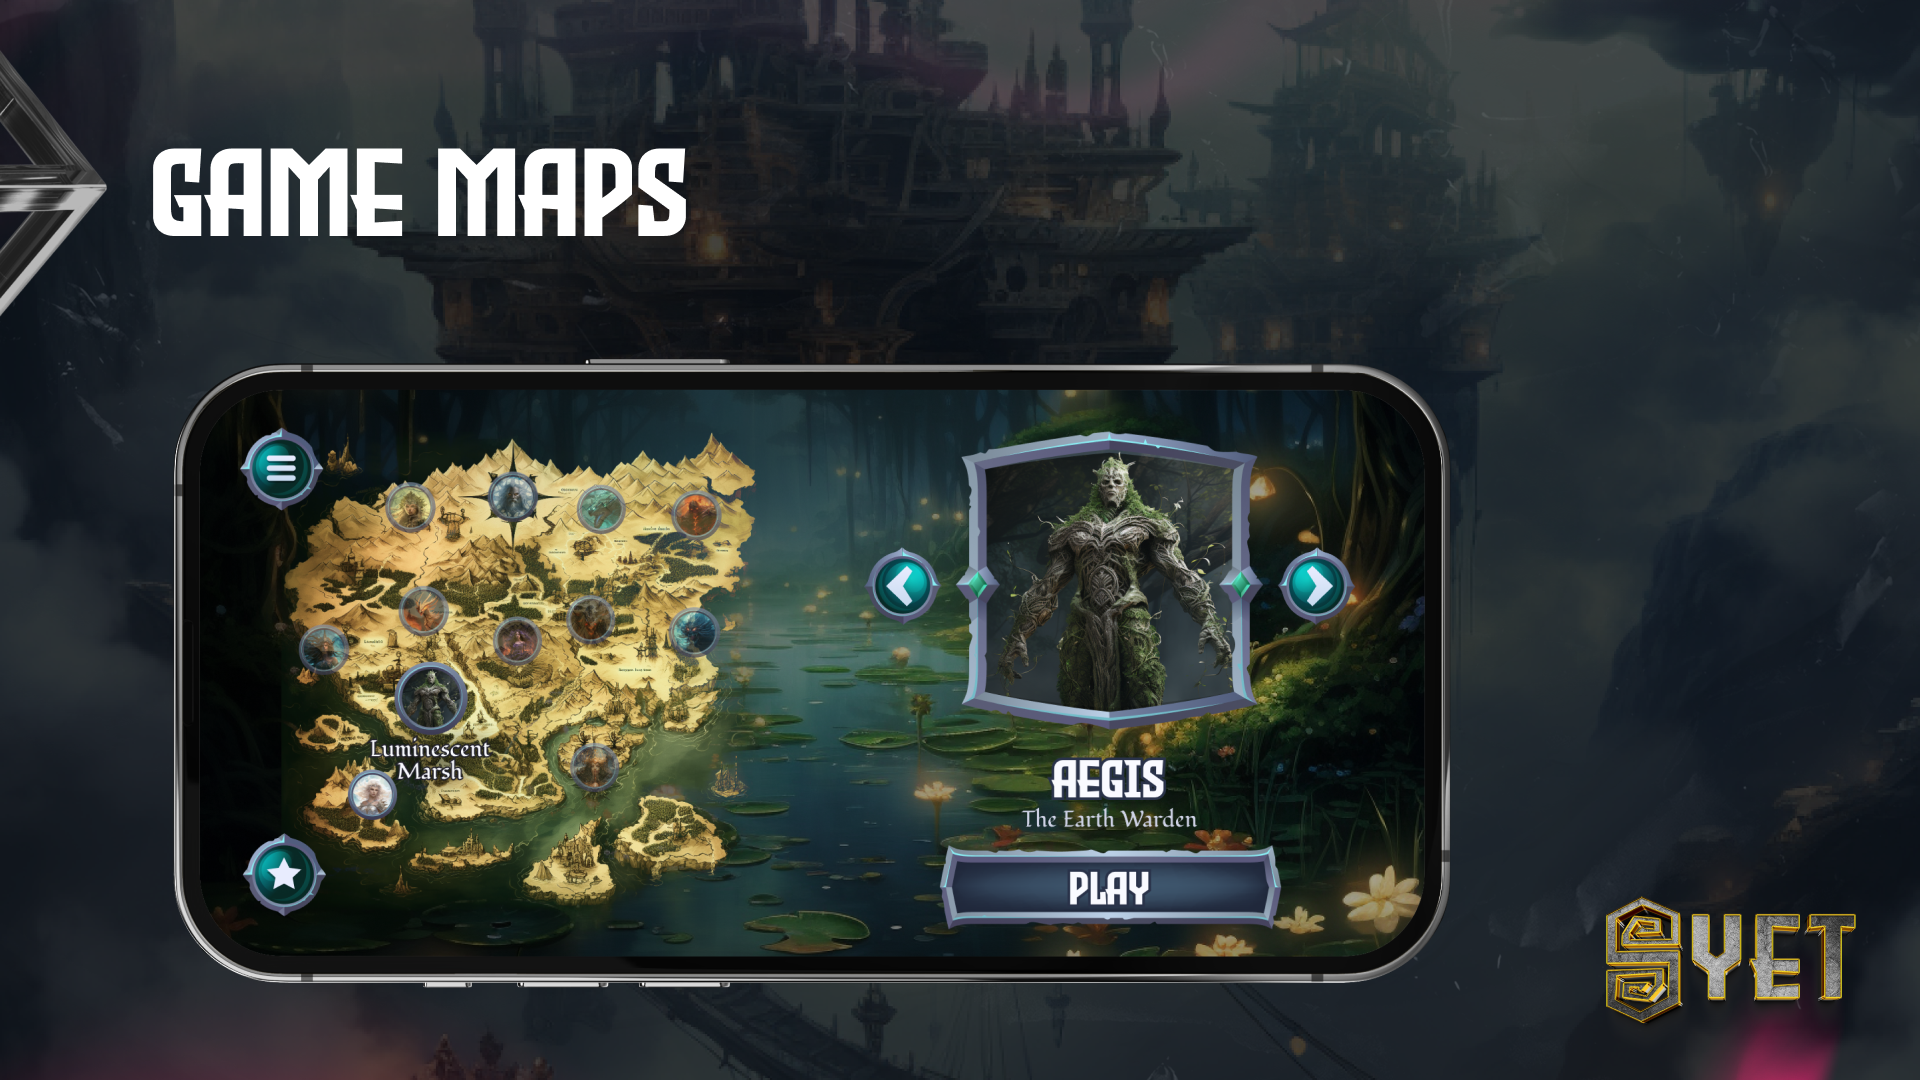 GAME MAPS
Luminescent
Marsh
AEGIS
The Earth Warden
PLAY
SYET